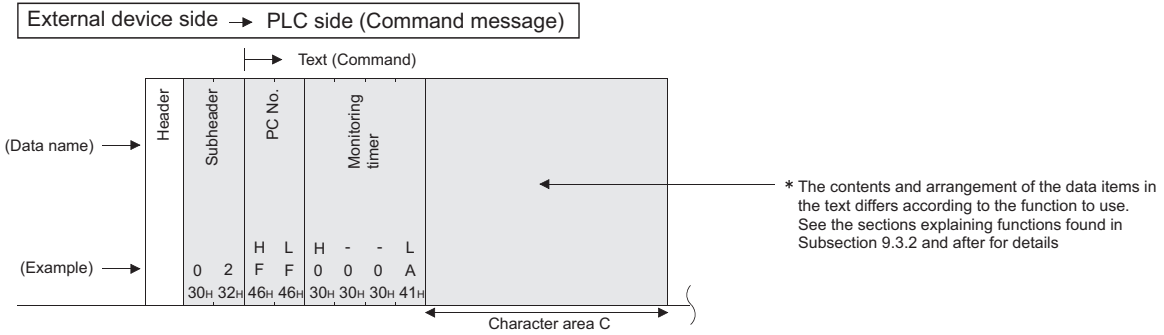 External device side → PLC side (Command message)
Text (Command)
Header
Subheader
PC No.
Monitoring
timer
(Data name)
* The contents and arrangement of the data items in
the text differs according to the function to use.
See the sections explaining functions found in
Subsection 9.3.2 and after for details
H L H - - L
(Example) 0 2 F F 0 0 0 A
30H 32H 46H 46H 30H 30H 30H 41H
Character area C